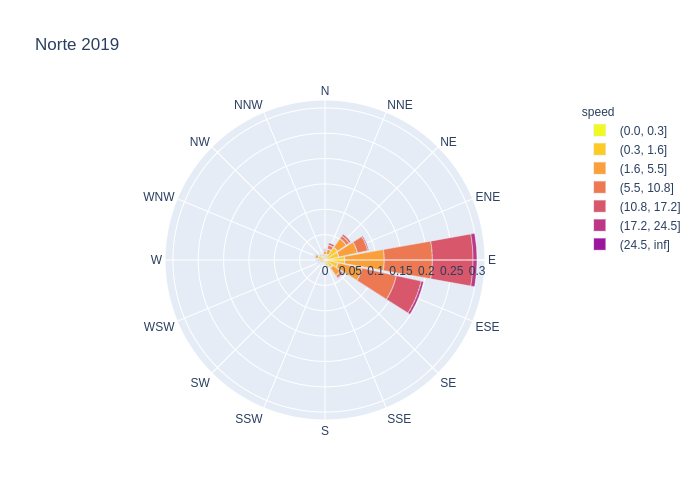 Norte 2019
N
NNE
NE
ENE
E
ESE
SE
SSE
S
SSW
SW
WSW
W
WNW
NW
NNW
0 0.05 0.1 0.15 0.2 0.25 0.3
speed
(0.0, 0.3]
(0.3, 1.6]
(1.6, 5.5]
(5.5, 10.8]
(10.8, 17.2]
(17.2, 24.5]
(24.5, inf]